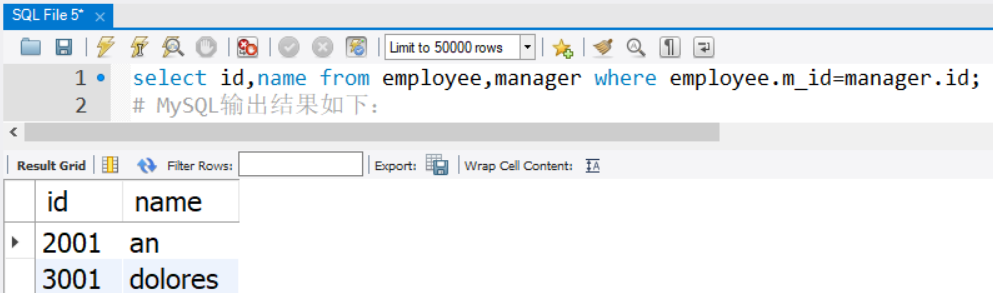 SQL File 5*
Limit to 50000 rows
1 select id,name from employee,manager where employee.m_id=manager.id;
2 # MySQL输出结果如下：
Result Grid Filter Rows: Export: Wrap Cell Content:
id name
2001 an
3001 dolores